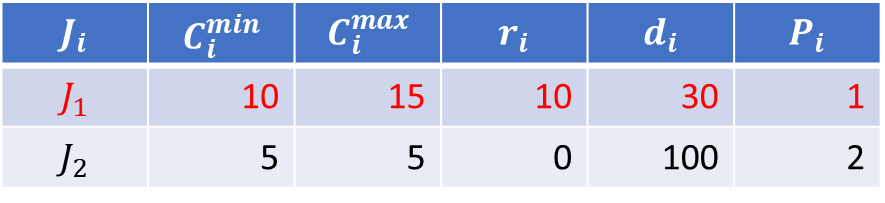 J_i C_i^{min} C_i^{max} r_i d_i P_i
J_1 10 15 10 30 1
J_2 5 5 0 100 2